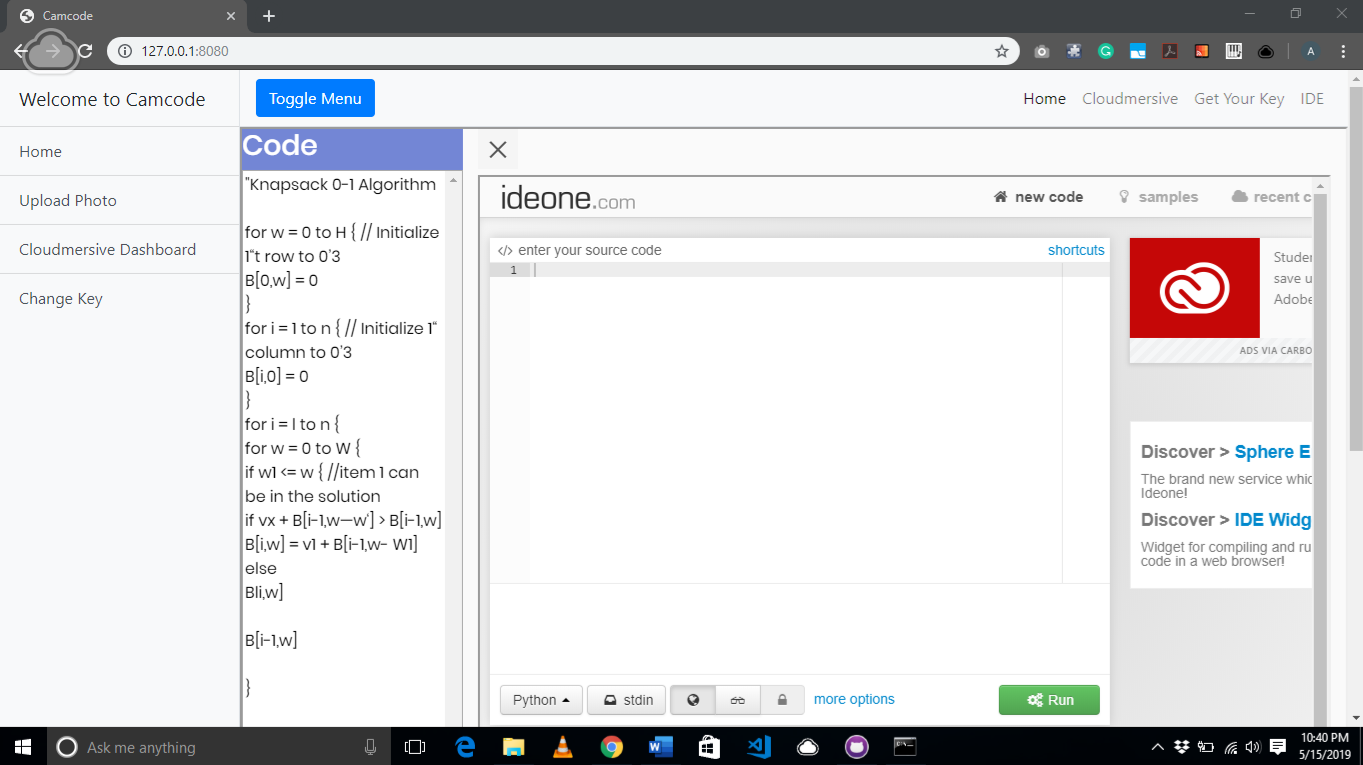 Camcode
127.0.0.1:8080
A
Welcome to Camcode
Toggle Menu
Home Cloudmersive Get Your Key IDE
Home
Upload Photo
Cloudmersive Dashboard
Change Key
Code
"Knapsack 0-1 Algorithm
for w = 0 to H { // Initialize
1“t row to 0’3
B[0,w] = 0
}
for i = 1 to n { // Initialize 1“
column to 0’3
B[i,0] = 0
}
for i = l to n {
for w = 0 to W {
if w1 <= w { //item 1 can
be in the solution
if vx + B[i-1,w—w‘] > B[i-1,w]
B[i,w] = v1 + B[i-1,w- W1]
else
Bli,w]
B[i-1,w]
}
ideone.com
new code samples recent c
</> enter your source code shortcuts
1
Studen
save u
Adobe
ADS VIA CARBO
Discover > Sphere E
The brand new service whic
Ideone!
Discover > IDE Widg
Widget for compiling and ru
code in a web browser!
Python stdin more options Run
Ask me anything
10:40 PM
5/15/2019